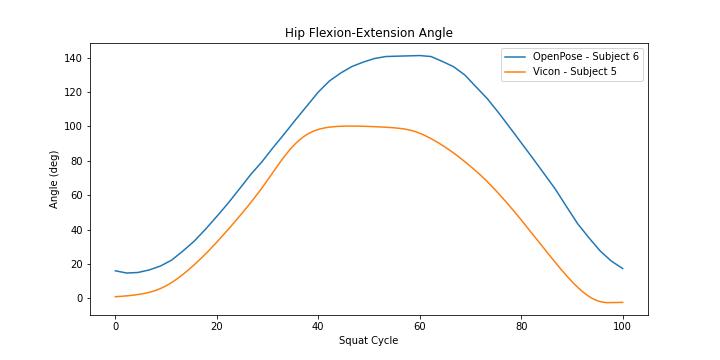 Hip Flexion-Extension Angle
OpenPose - Subject 6
Vicon - Subject 5
140
120
100
80
60
40
20
0
Angle (deg)
0 20 40 60 80 100
Squat Cycle